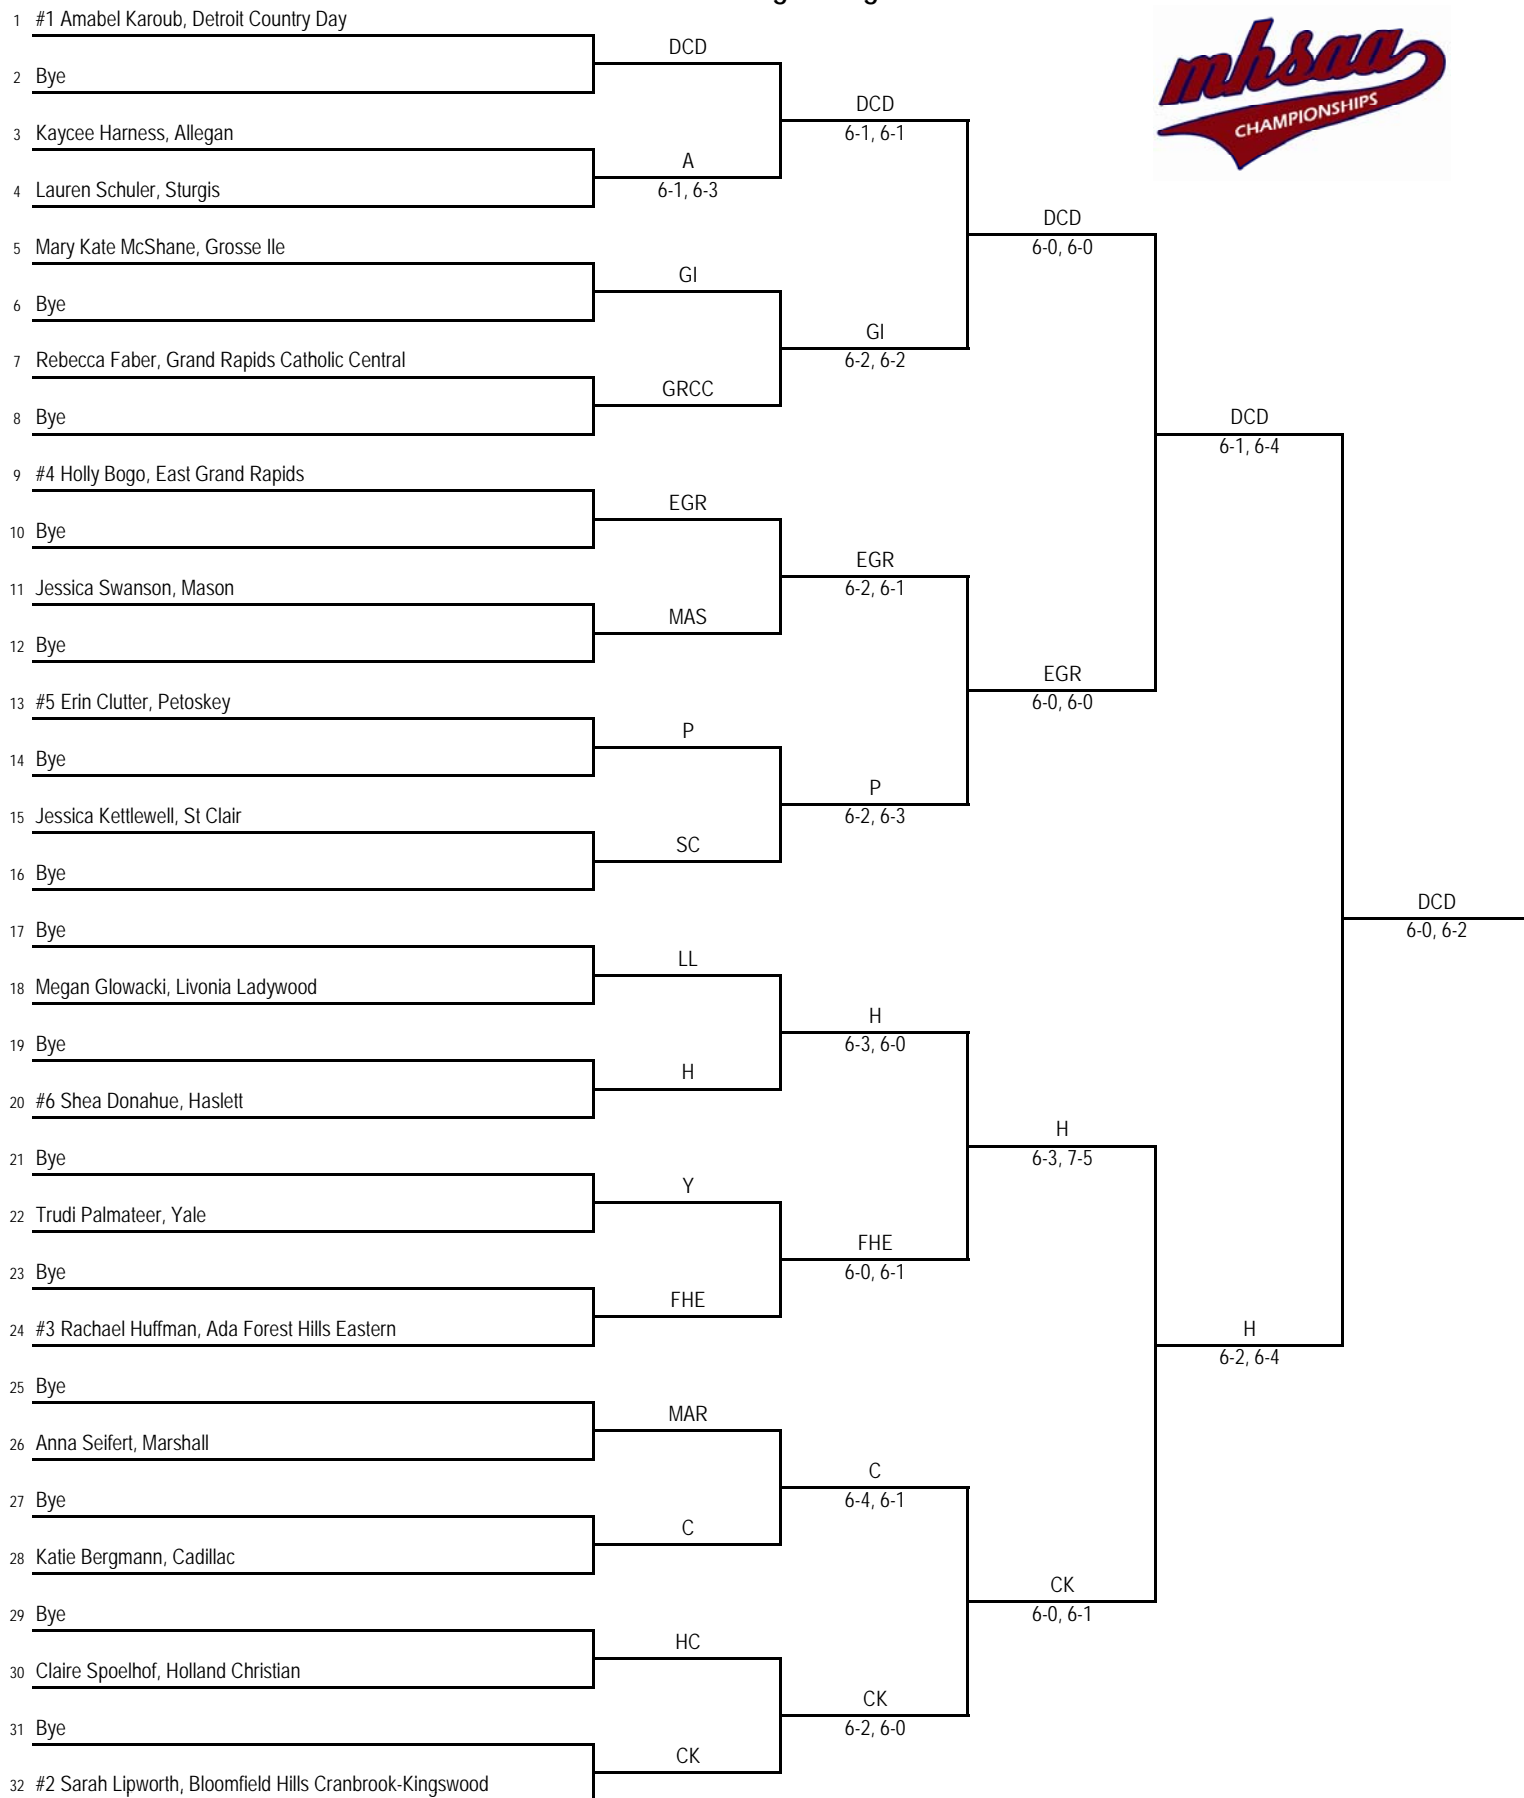 1 #1 Amabel Karoub, Detroit Country Day
2 Bye
3 Kaycee Harness, Allegan
4 Lauren Schuler, Sturgis
5 Mary Kate McShane, Grosse Ile
6 Bye
7 Rebecca Faber, Grand Rapids Catholic Central
8 Bye
9 #4 Holly Bogo, East Grand Rapids
10 Bye
11 Jessica Swanson, Mason
12 Bye
13 #5 Erin Clutter, Petoskey
14 Bye
15 Jessica Kettlewell, St Clair
16 Bye
17 Bye
18 Megan Glowacki, Livonia Ladywood
19 Bye
20 #6 Shea Donahue, Haslett
21 Bye
22 Trudi Palmateer, Yale
23 Bye
24 #3 Rachael Huffman, Ada Forest Hills Eastern
25 Bye
26 Anna Seifert, Marshall
27 Bye
28 Katie Bergmann, Cadillac
29 Bye
30 Claire Spoelhof, Holland Christian
31 Bye
32 #2 Sarah Lipworth, Bloomfield Hills Cranbrook-Kingswood
DCD
A
6-1, 6-3
GI
GRCC
EGR
MAS
P
SC
LL
H
Y
FHE
MAR
C
HC
CK
DCD
6-1, 6-1
GI
6-2, 6-2
EGR
6-2, 6-1
P
6-2, 6-3
H
6-3, 6-0
FHE
6-0, 6-1
C
6-4, 6-1
CK
6-2, 6-0
DCD
6-0, 6-0
EGR
6-0, 6-0
H
6-3, 7-5
CK
6-0, 6-1
DCD
6-1, 6-4
H
6-2, 6-4
DCD
6-0, 6-2
mhsaa
CHAMPIONSHIPS